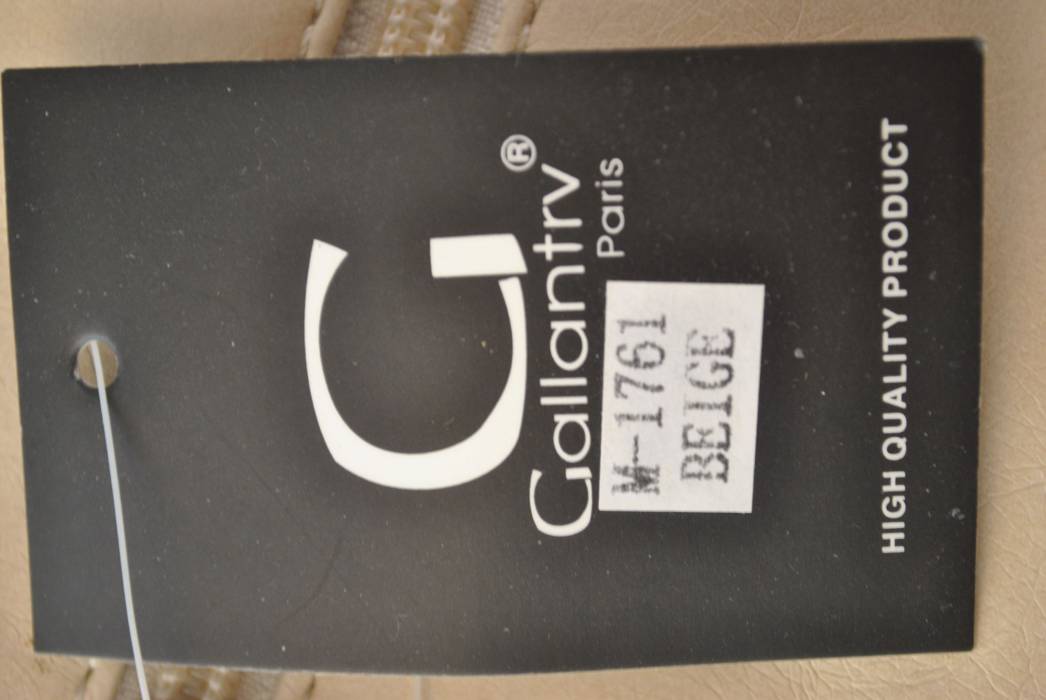 G
Gallantry®
Paris
M-1761
BEIGE
HIGH QUALITY PRODUCT